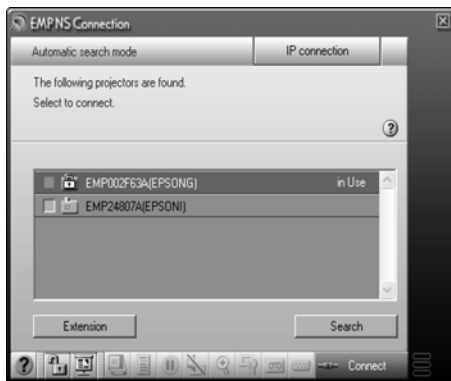 EMP NS Connection
Automatic search mode
IP connection
The following projectors are found.
Select to connect.
EMP002F63A(EPSONG) in Use
EMP24807A(EPSONI)
Extension
Search
Connect